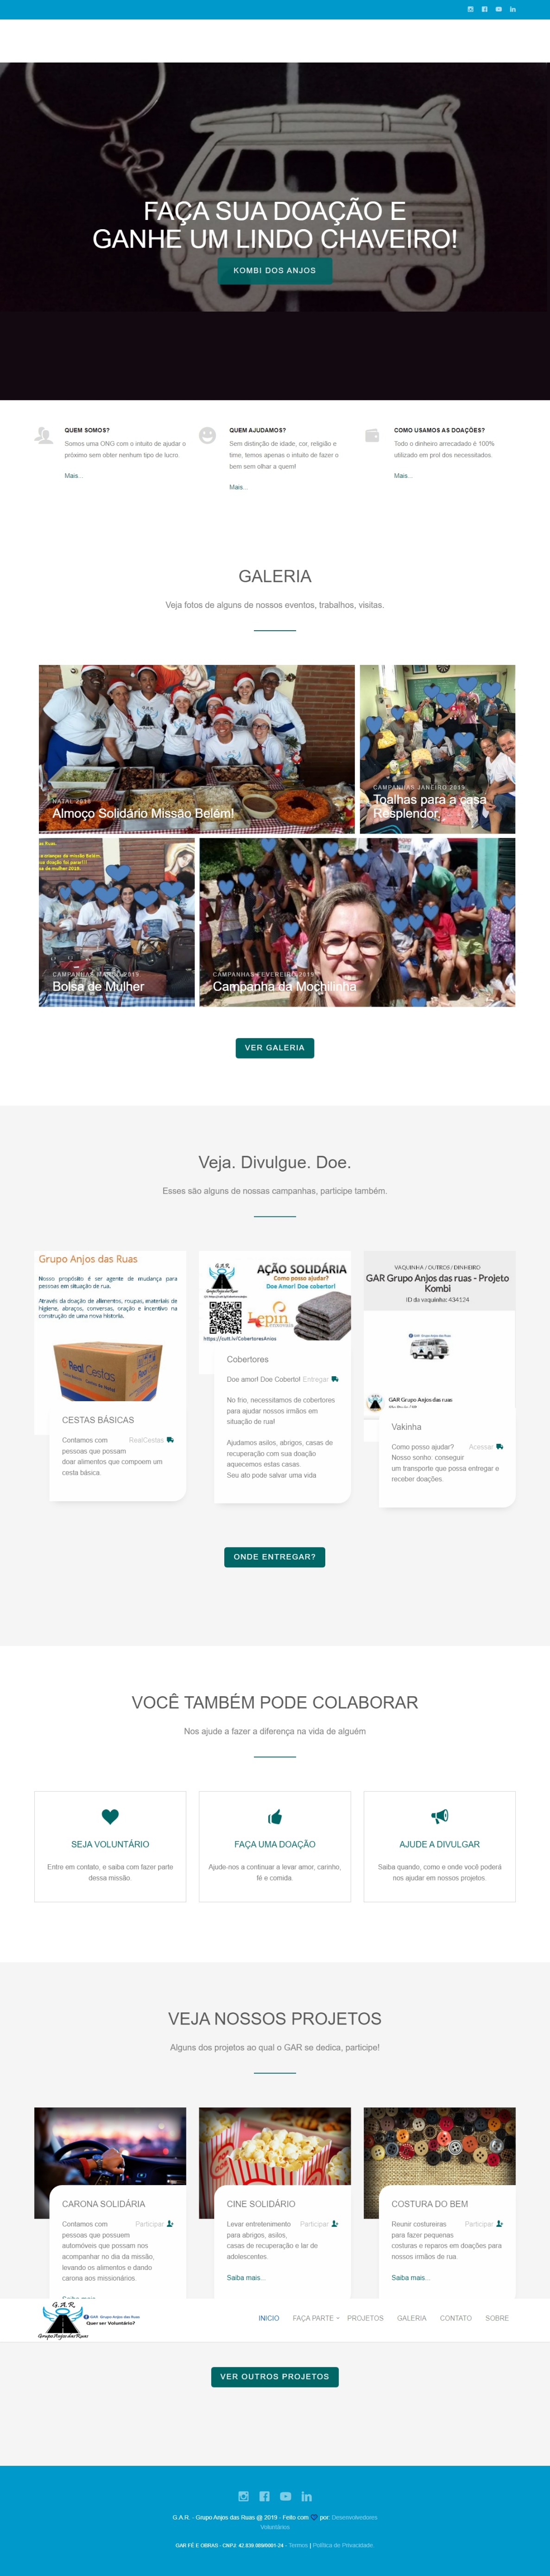 FAÇA SUA DOAÇÃO E
GANHE UM LINDO CHAVEIRO!
KOMBI DOS ANJOS
QUEM SOMOS?
Somos uma ONG com o intuito de ajudar o
próximo sem obter nenhum tipo de lucro.
Mais...
QUEM AJUDAMOS?
Sem distinção de idade, cor, religião e
time, temos apenas o intuito de fazer o
bem sem olhar a quem!
Mais...
COMO USAMOS AS DOAÇÕES?
Todo o dinheiro arrecadado é 100%
utilizado em prol dos necessitados.
Mais...
GALERIA
Veja fotos de alguns de nossos eventos, trabalhos, visitas.
NATAL 2018
Almoço Solidário Missão Belém!
CAMPANHAS JANEIRO 2019
Toalhas para a casa
Resplendor.
CAMPANHAS MARÇO 2019
Bolsa de Mulher
CAMPANHAS FEVEREIRO 2019
Campanha da Mochilinha
VER GALERIA
Veja. Divulgue. Doe.
Esses são alguns de nossas campanhas, participe também.
Grupo Anjos das Ruas
Nosso propósito é ser agente de mudança para
pessoas em situação de rua.
Através da doação de alimentos, roupas, materiais de
higiene, abraços, conversas, oração e incentivo na
construção de uma nova história.
Real Cestas
CESTAS BÁSICAS
Contamos com RealCestas
pessoas que possam
doar alimentos que compoem um
cesta básica.
G.A.R
AÇÃO SOLIDÁRIA
Como posso ajudar?
Doe Amor! Doe cobertor!
Lepin
https://cutt.ly/CobertoresAnjos
Cobertores
Doe amor! Doe Cobertor! Entregar
No frio, necessitamos de cobertores
para ajudar nossos irmãos em
situação de rua!
Ajudamos asilos, abrigos, casas de
recuperação com sua doação
aquecemos estas casas.
Seu ato pode salvar uma vida
VAQUINHA / OUTROS / DINHEIRO
GAR Grupo Anjos das ruas - Projeto
Kombi
ID da vaquinha: 434124
GAR Grupo Anjos das ruas
Vakinha
Como posso ajudar? Acessar
Nosso sonho: conseguir
um transporte que possa entregar e
receber doações.
ONDE ENTREGAR?
VOCÊ TAMBÉM PODE COLABORAR
Nos ajude a fazer a diferença na vida de alguém
SEJA VOLUNTÁRIO
Entre em contato, e saiba com fazer parte
dessa missão.
FAÇA UMA DOAÇÃO
Ajude-nos a continuar a levar amor, carinho,
fé e comida
AJUDE A DIVULGAR
Saiba quando, como e onde você poderá
nos ajudar em nossos projetos.
VEJA NOSSOS PROJETOS
Alguns dos projetos ao qual o GAR se dedica, participe!
CARONA SOLIDÁRIA
Contamos com Participar
pessoas que possuem
automóveis que possam nos
acompanhar no dia da missão,
levando os alimentos e dando
carona aos missionários.
CINE SOLIDÁRIO
Levar entretenimento Participar
para abrigos, asilos,
casas de recuperação e lar de
adolescentes.
Saiba mais...
COSTURA DO BEM
Reunir costureiras Participar
para fazer pequenas
costuras e reparos em doações para
nossos irmãos de rua.
Saiba mais...
G.A.R.
GrupoAnjosdasRuas
GAR- Grupo Anjos das Ruas
Quer ser Voluntário?
INICIO FAÇA PARTE PROJETOS GALERIA CONTATO SOBRE
VER OUTROS PROJETOS
G.A.R. - Grupo Anjos das Ruas @ 2019 - Feito com por: Desenvolvedores
Voluntários
GAR FÉ E OBRAS - CNPJ: 42.839.989/0001-24 - Termos | Política de Privacidade